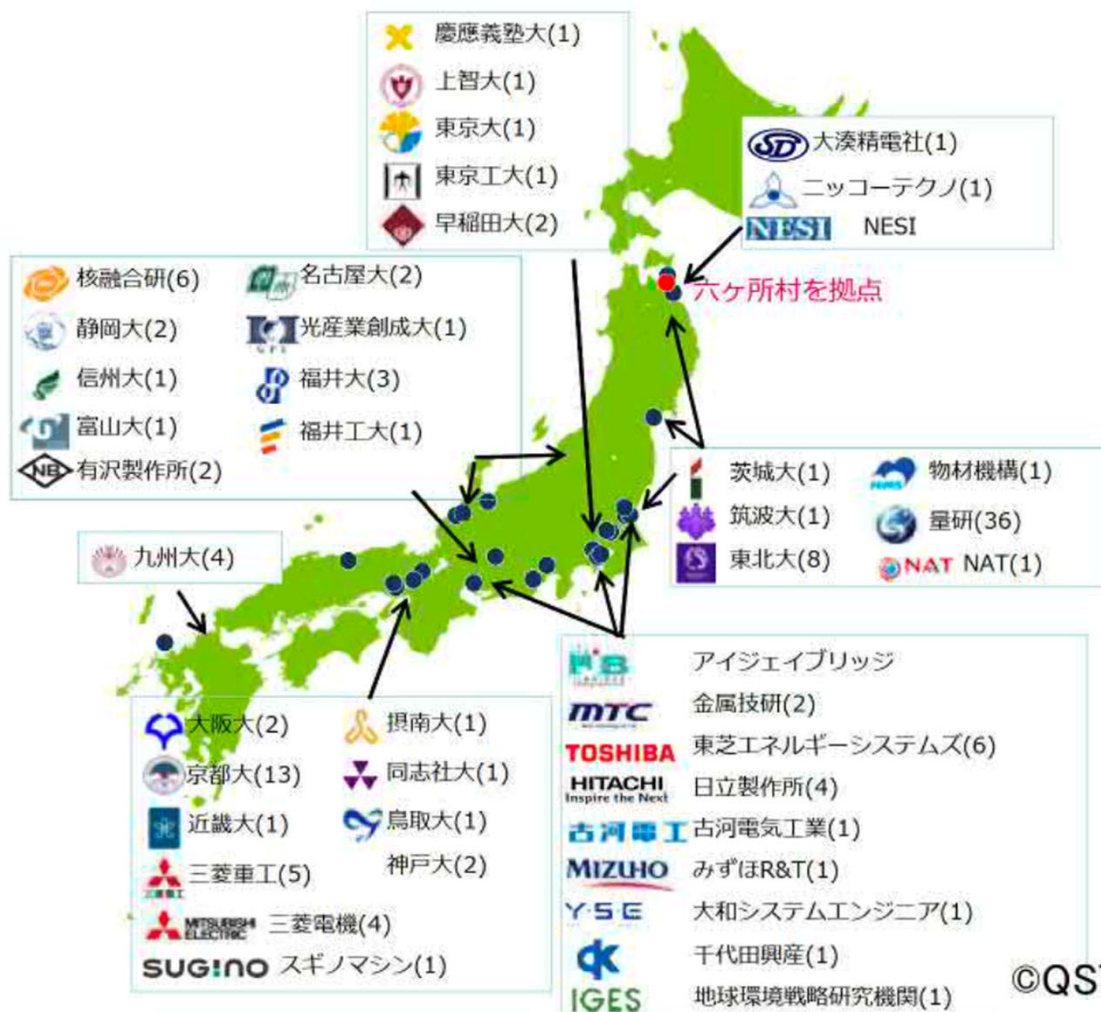 慶應義塾大(1)
上智大(1)
東京大(1)
東京工大(1)
早稲田大(2)
SD 大湊精電社(1)
ニッコーテクノ(1)
NESI NESI
六ヶ所村を拠点
核融合研(6)
名古屋大(2)
静岡大(2)
GPI 光産業創成大(1)
信州大(1)
福井大(3)
富山大(1)
福井工大(1)
NB 有沢製作所(2)
九州大(4)
茨城大(1)
NIMS 物材機構(1)
筑波大(1)
量研(36)
東北大(8)
NAT NAT(1)
大阪大(2)
摂南大(1)
京都大(13)
同志社大(1)
近畿大(1)
鳥取大(1)
神戸大(2)
三菱重工 三菱重工(5)
MITSUBISHI ELECTRIC 三菱電機(4)
SUGINO スギノマシン(1)
アイジェイブリッジ
MTC 金属技研(2)
TOSHIBA 東芝エネルギーシステムズ(6)
HITACHI Inspire the Next 日立製作所(4)
古河電工 古河電気工業(1)
MIZUHO みずほR&T(1)
Y·S·E 大和システムエンジニア(1)
千代田興産(1)
IGES 地球環境戦略研究機関(1)
©QST